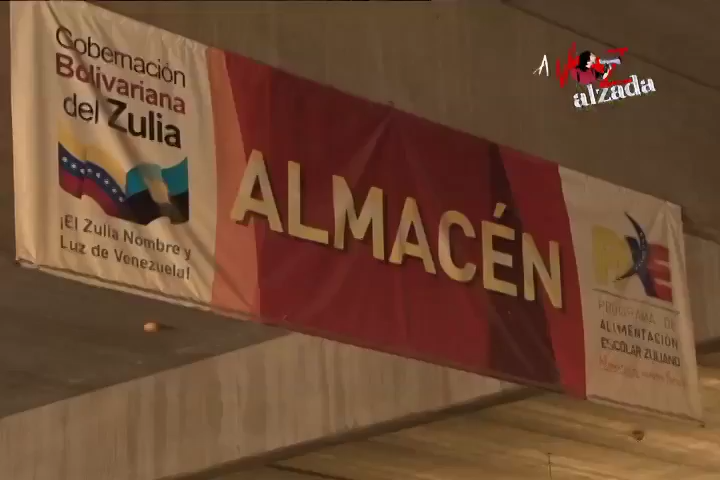 Gobernación
Bolivariana
del Zulia
¡El Zulia Nombre y
Luz de Venezuela!
ALMACÉN
PAE
PROGRAMA DE
ALIMENTACIÓN
ESCOLAR ZULIANO
A VOZ
alzada